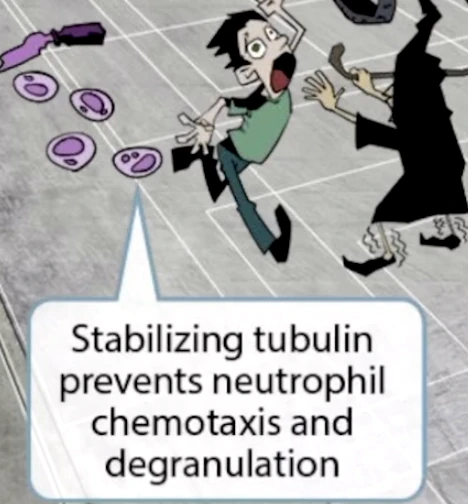 Stabilizing tubulin
prevents neutrophil
chemotaxis and
degranulation